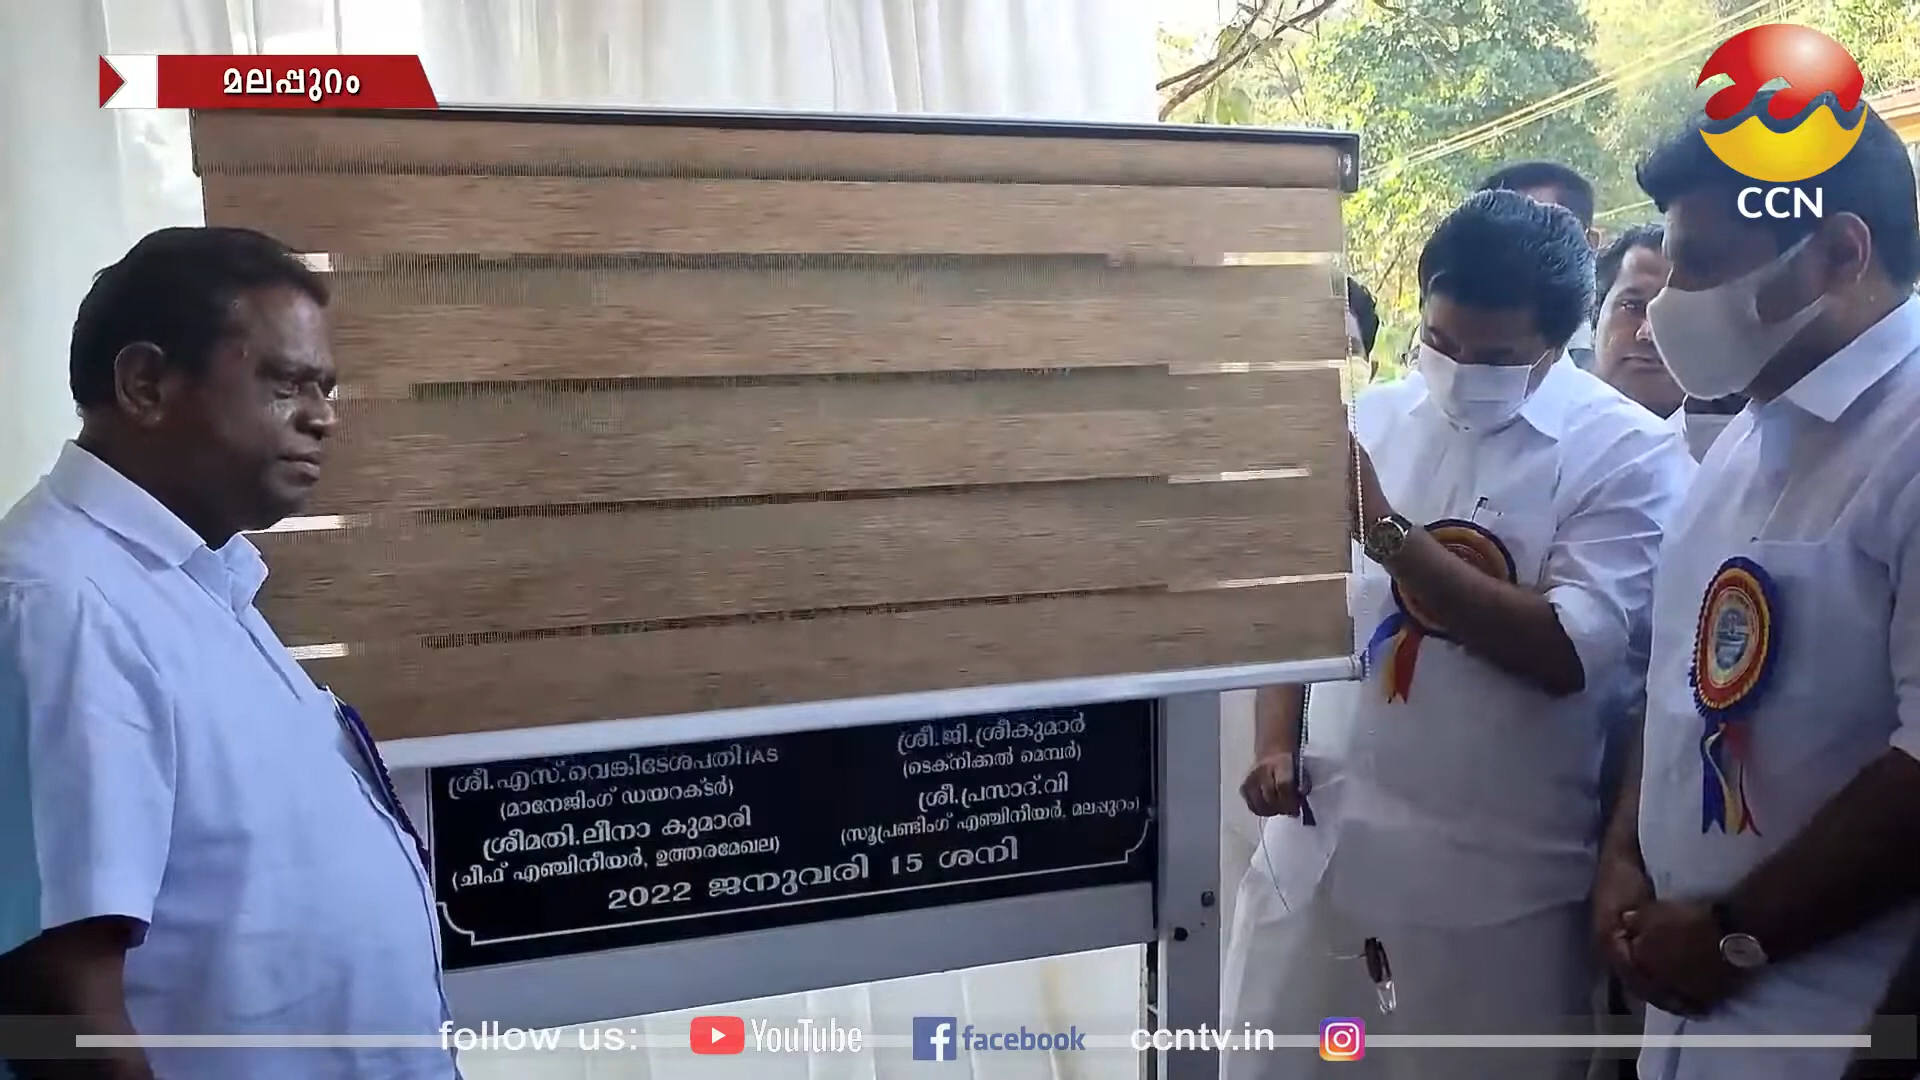 മലപ്പുറം
CCN
ശ്രീ.എസ്.വെങ്കിടേശപതി IAS
(മാനേജിംഗ് ഡയറക്ടർ)
ശ്രീമതി.ലീനാ കുമാരി
(ചീഫ് എഞ്ചിനീയർ, ഉത്തരമേഖല)
ശ്രീ.ജി.ശ്രീകുമാർ
(ടെക്നിക്കൽ മെമ്പർ)
ശ്രീ.പ്രസാദ്.വി
(സൂപ്രണ്ടിംഗ് എഞ്ചിനീയർ, മലപ്പുറം)
2022 ജനുവരി 15 ശനി
follow us: YouTube facebook ccntv.in